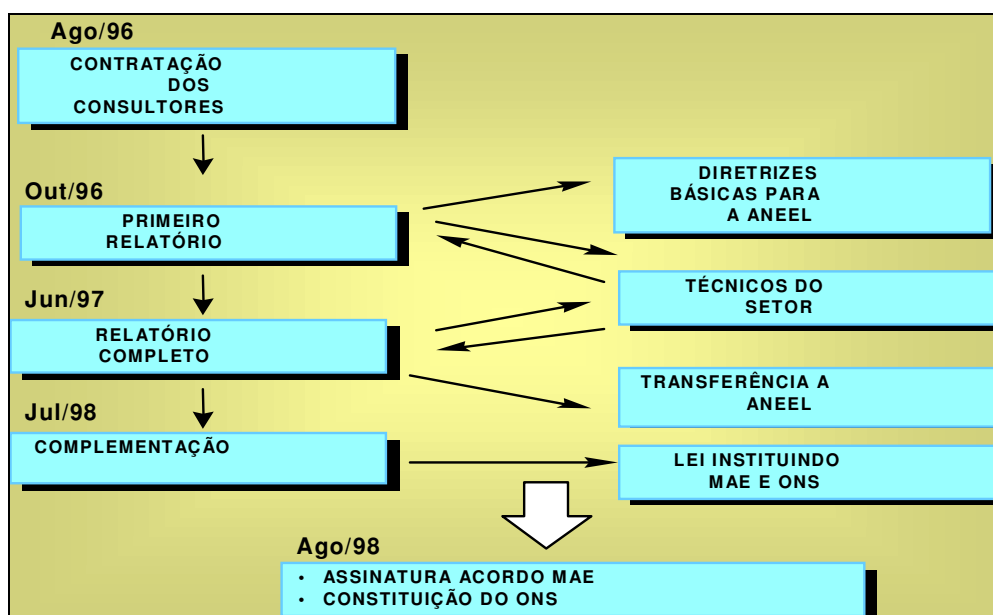 Ago/96
CONTRATAÇÃO
DOS
CONSULTORES
Out/96
PRIMEIRO
RELATÓRIO
DIRETRIZES
BÁSICAS PARA
A ANEEL
TÉCNICOS DO
SETOR
Jun/97
RELATÓRIO
COMPLETO
TRANSFERÊNCIA A
ANEEL
Jul/98
COMPLEMENTAÇÃO
LEI INSTITUINDO
MAE E ONS
Ago/98
• ASSINATURA ACORDO MAE
• CONSTITUIÇÃO DO ONS